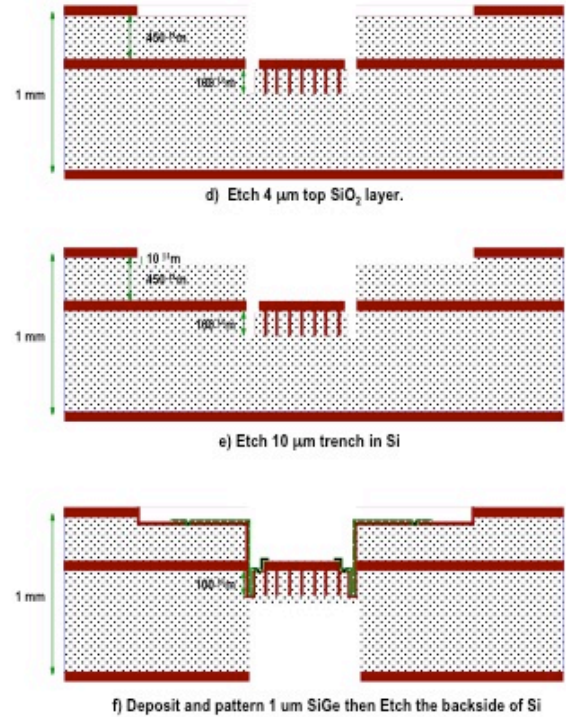 450 µm
180 µm
1 mm
d) Etch 4 µm top SiO₂ layer.
10 µm
450 µm
180 µm
1 mm
e) Etch 10 µm trench in Si
100 µm
1 mm
f) Deposit and pattern 1 um SiGe then Etch the backside of Si